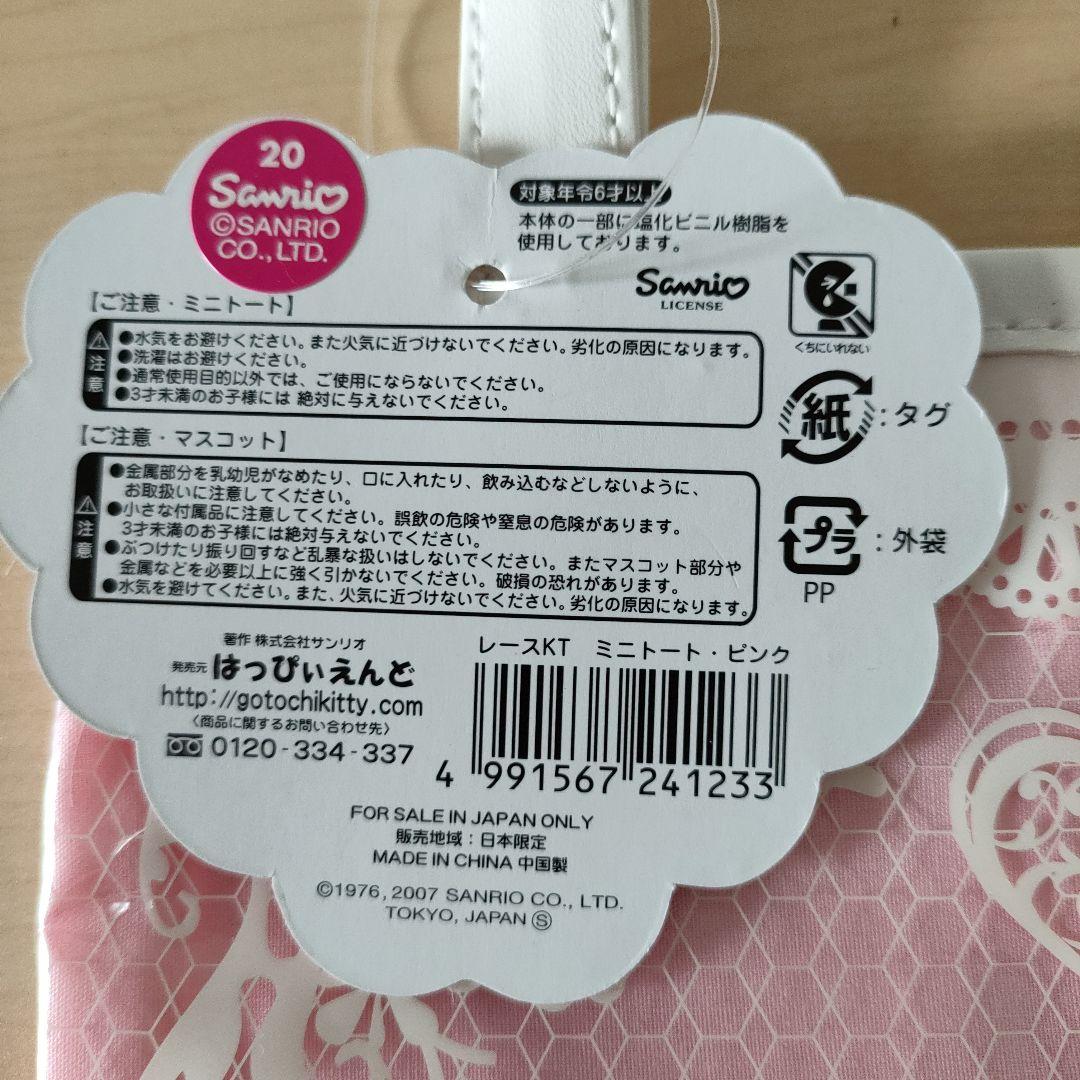 20
Sanrio
©SANRIO
CO., LTD.
対象年令6才以上
本体の一部に塩化ビニル樹脂を
使用しております。
Sanrio
LICENSE
くちにいれない
【ご注意・ミニトート】
注意
●水気をお避けください。また火気に近づけないでください。劣化の原因になります。
●洗濯はお避けください。
●通常使用目的以外では、ご使用にならないでください。
●3才未満のお子様には 絶対に与えないでください。
紙 : タグ
【ご注意・マスコット】
注意
●金属部分を乳幼児がなめたり、口に入れたり、飲み込むなどしないように、
お取扱いに注意してください。
●小さな付属品に注意してください。誤飲の危険や窒息の危険があります。
3才未満のお子様には絶対与えないでください。
●ぶつけたり振り回すなど乱暴な扱いはしないでください。またマスコット部分や
金属などを必要以上に強く引かないでください。破損の恐れがあります。
●水気を避けてください。また、火気に近づけないでください。劣化の原因になります。
プラ : 外袋
PP
著作 株式会社サンリオ
発売元 はっぴぃえんど
http://gotochikitty.com
〈商品に関するお問い合わせ先〉
0120-334-337
レースKT ミニトート・ピンク
4 991567 241233
FOR SALE IN JAPAN ONLY
販売地域：日本限定
MADE IN CHINA 中国製
©1976, 2007 SANRIO CO., LTD.
TOKYO, JAPAN Ⓢ